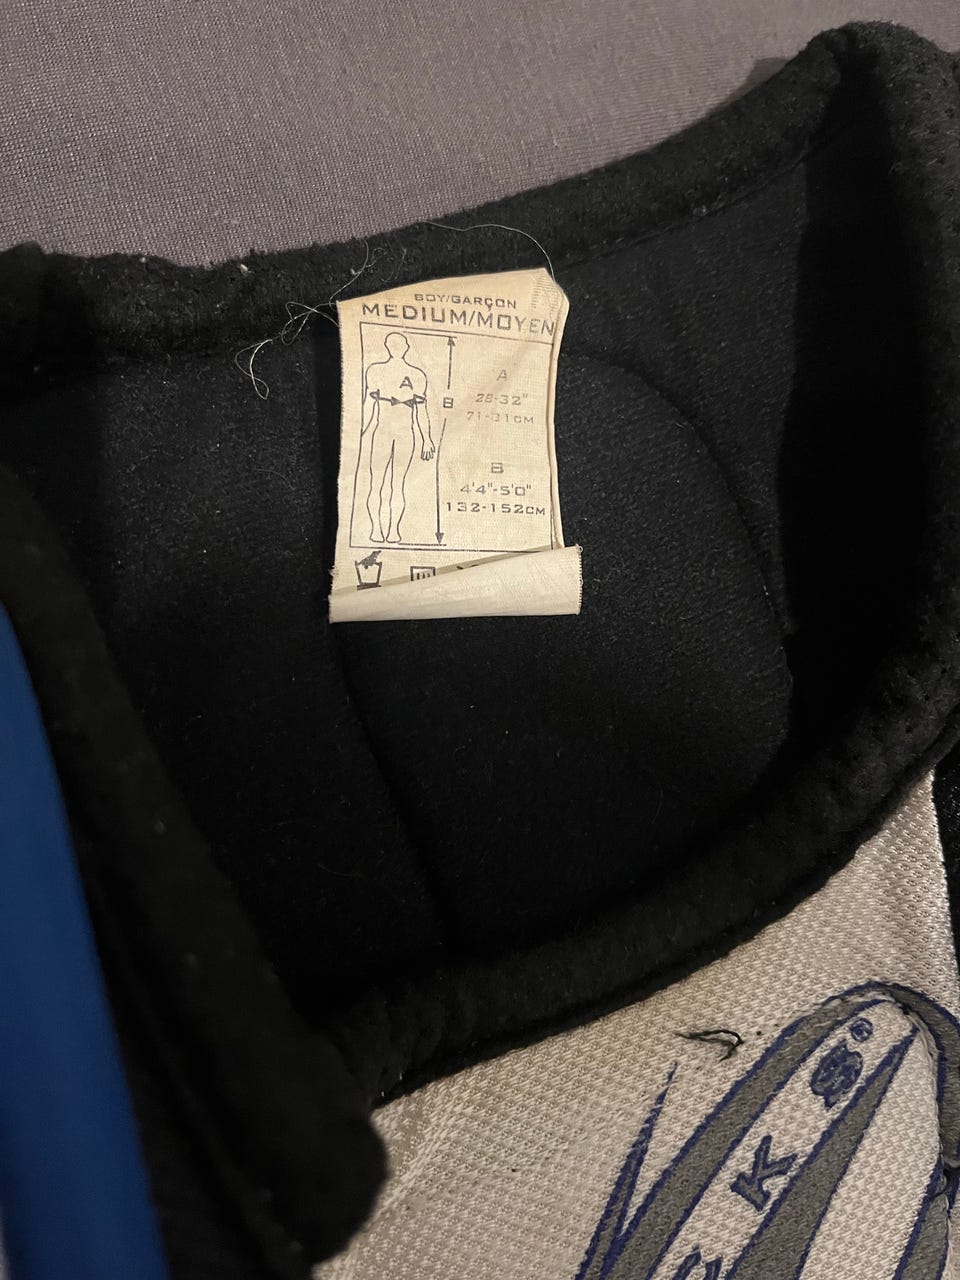 BOY/GARÇON
MEDIUM/MOYEN
A
B
A
28-32"
71-81CM
B
4'4"-5'0"
132-152CM
S®
K